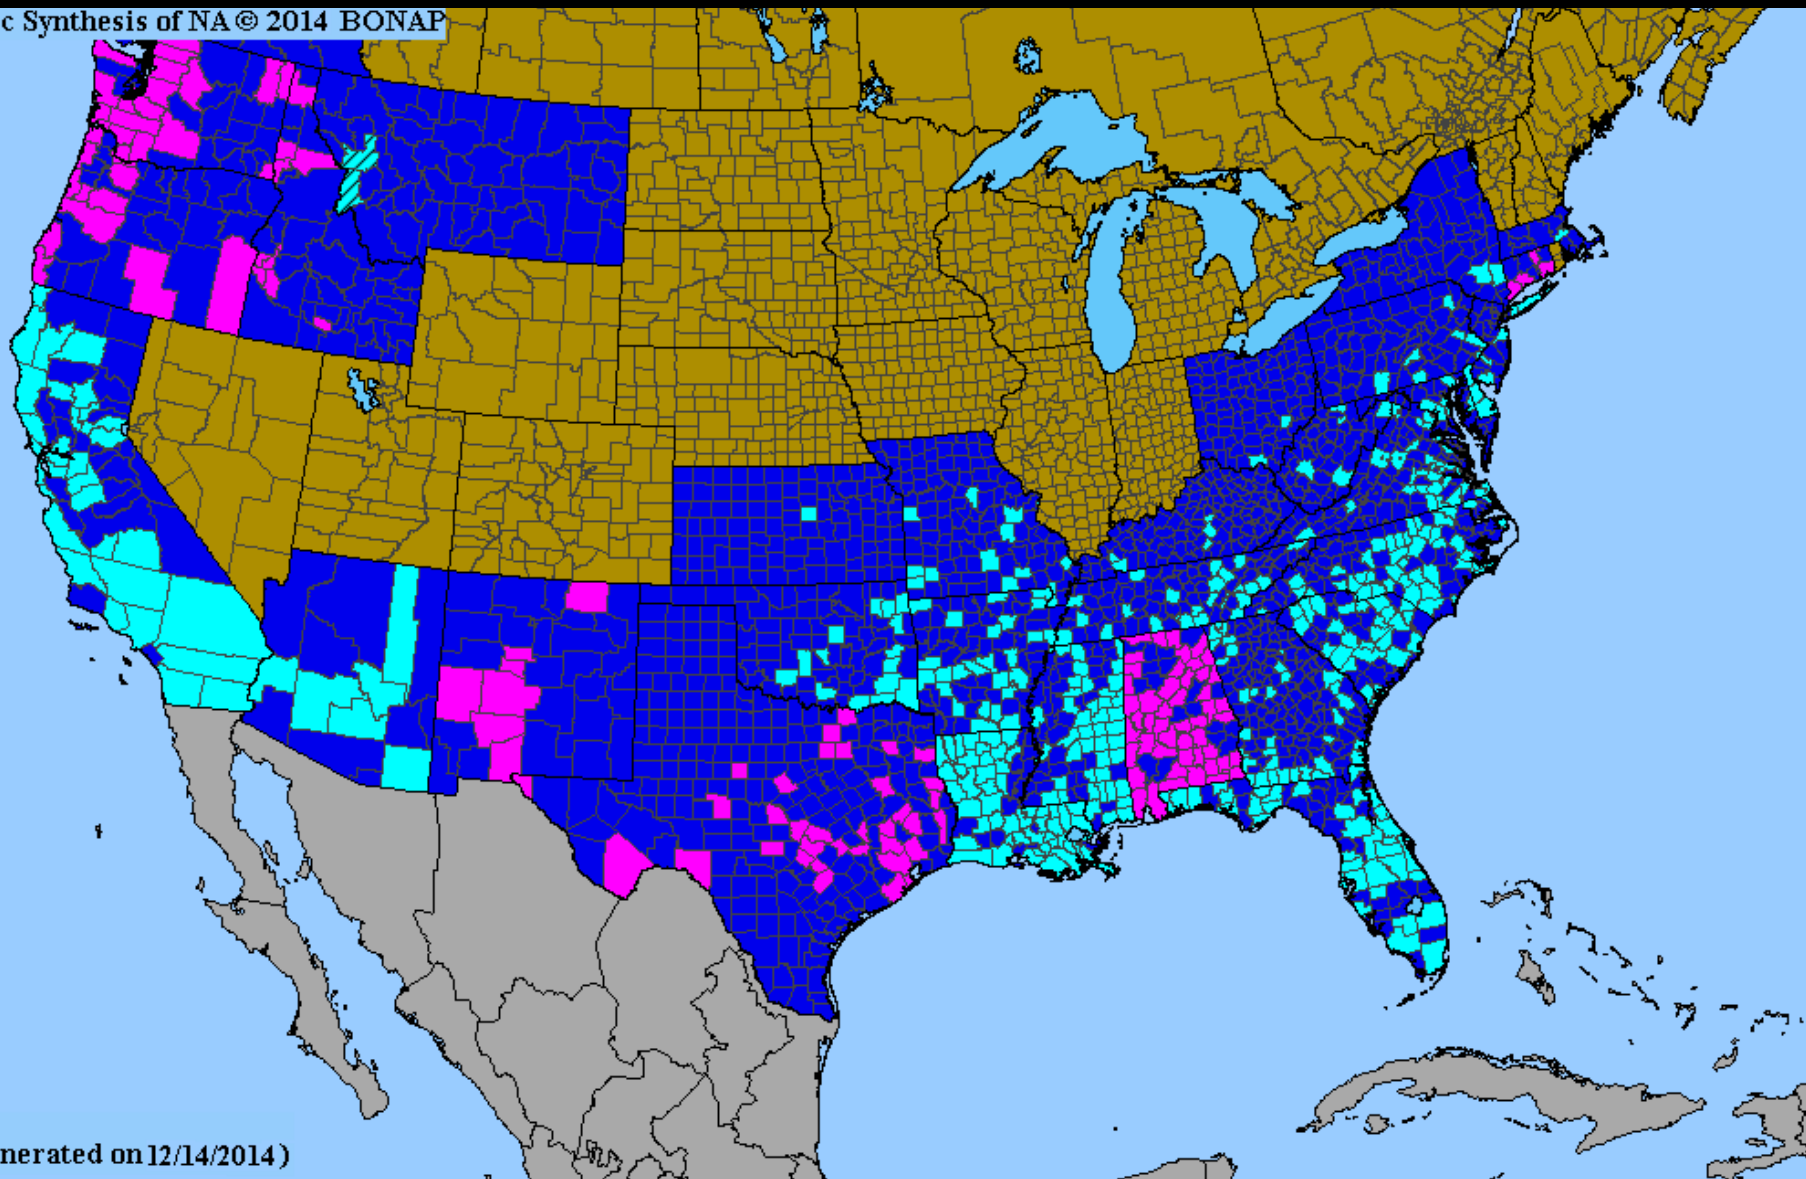 c Synthesis of NA © 2014 BONAP
nerated on 12/14/2014)